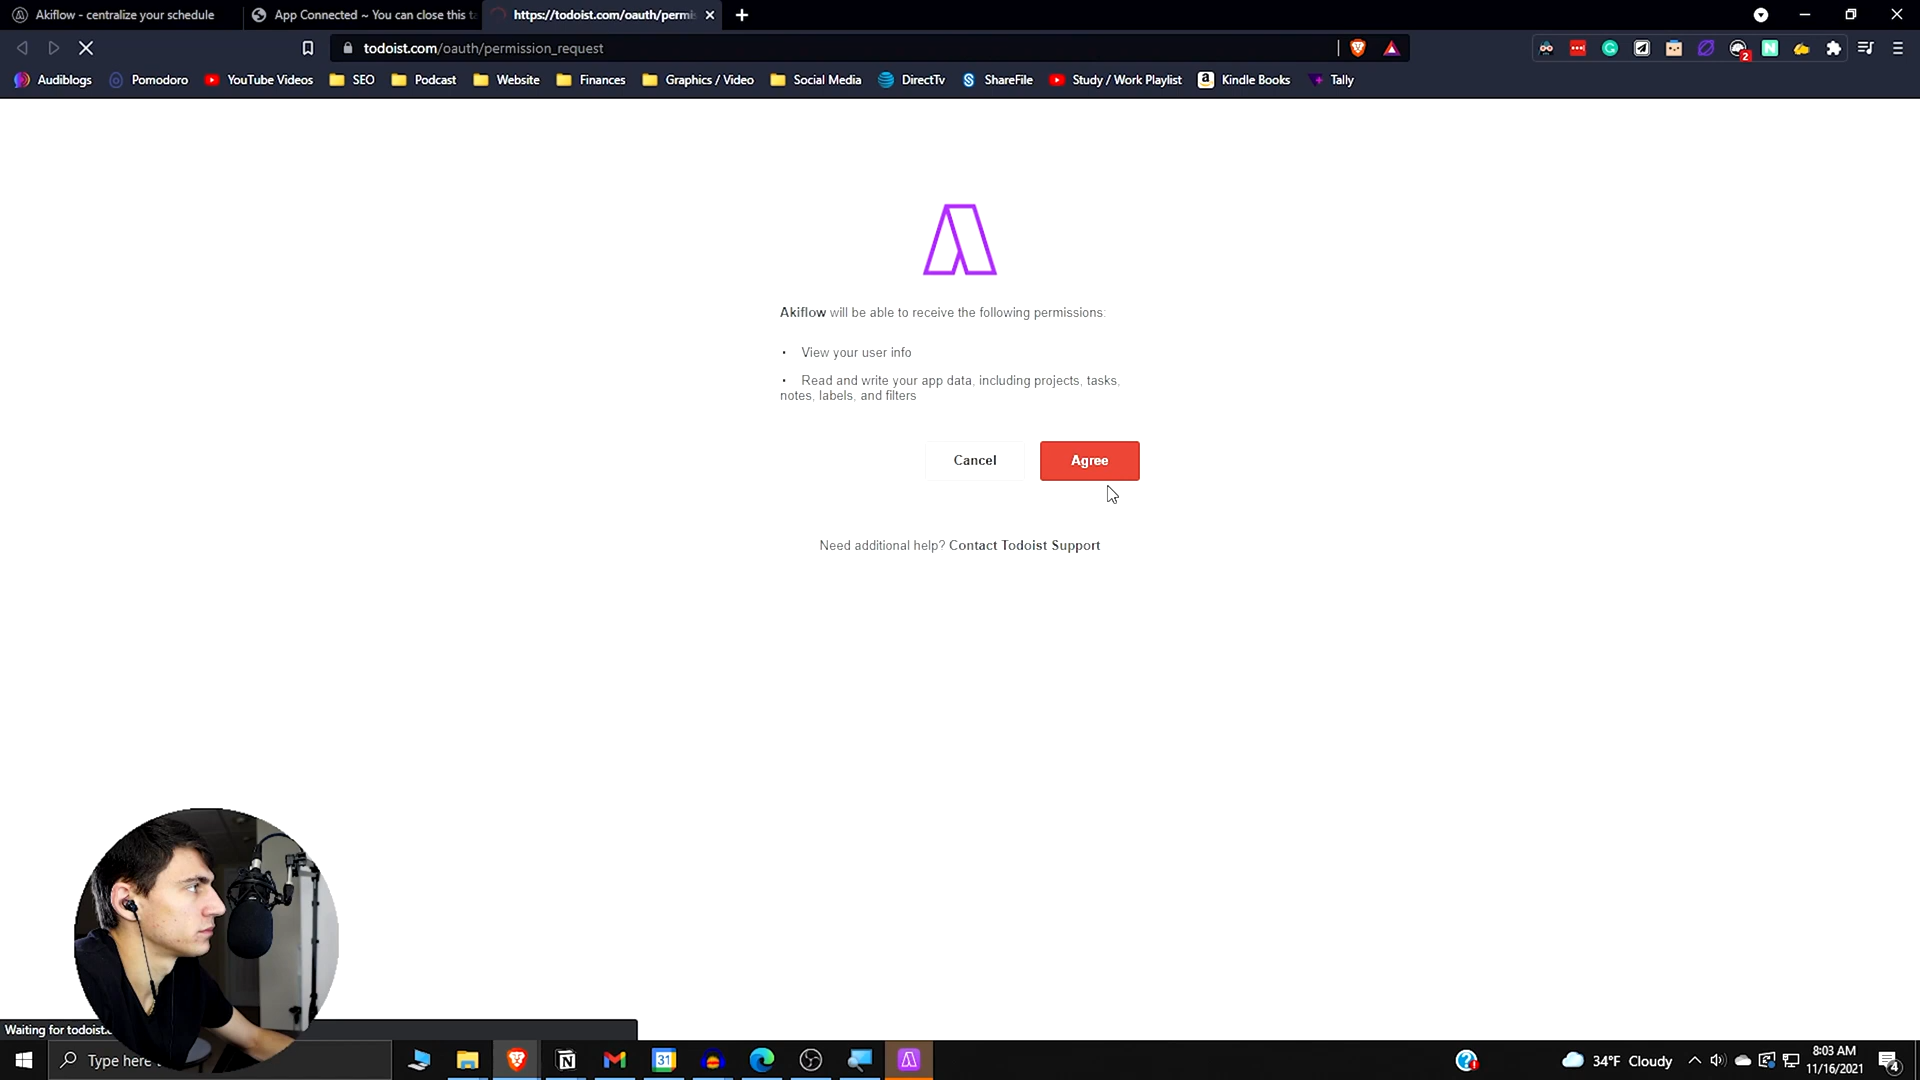 Akiflow - centralize your schedule
App Connected ~ You can close this ta
https://todoist.com/oauth/permis
todoist.com/oauth/permission_request
2
Audiblogs
Pomodoro
YouTube Videos
SEO
Podcast
Website
Finances
Graphics / Video
Social Media
DirectTv
ShareFile
Study / Work Playlist
Kindle Books
Tally
Akiflow will be able to receive the following permissions:
• View your user info
• Read and write your app data, including projects, tasks,
notes, labels, and filters
Cancel
Agree
Need additional help? Contact Todoist Support
Waiting for todoist.c
Type here
31
34°F Cloudy
8:03 AM
11/16/2021
4